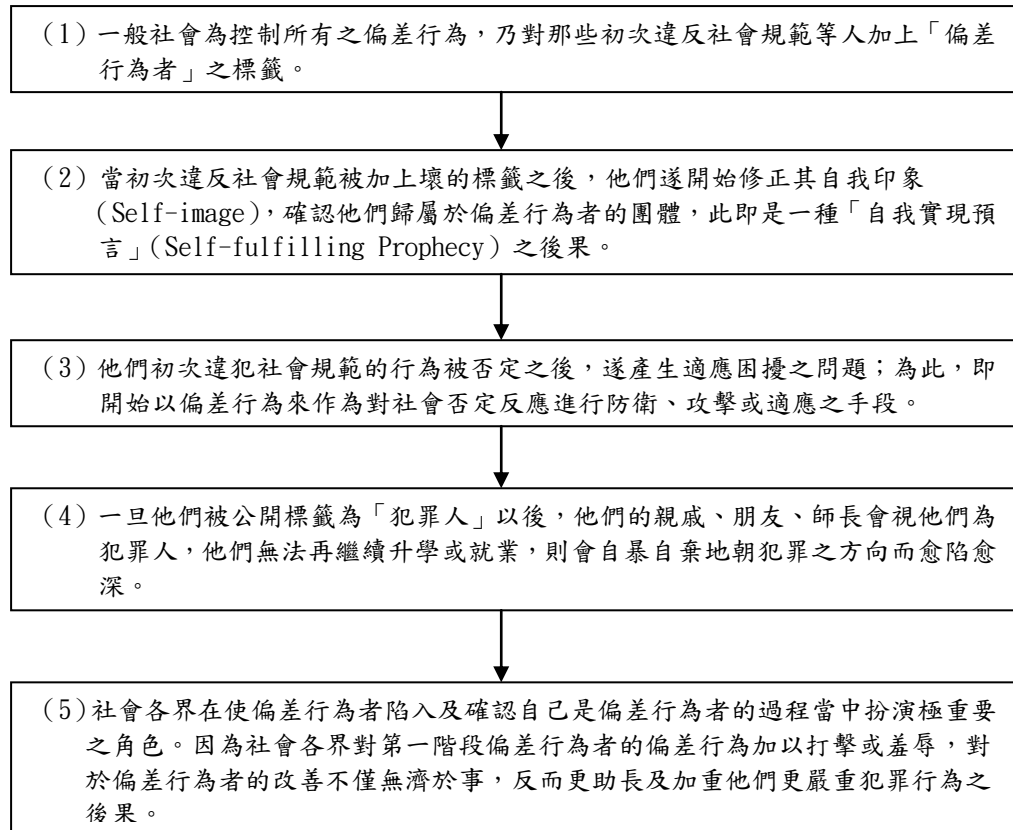 (1)一般社會為控制所有之偏差行為，乃對那些初次違反社會規範等人加上「偏差
行為者」之標籤。
(2) 當初次違反社會規範被加上壞的標籤之後，他們遂開始修正其自我印象
(Self-image)，確認他們歸屬於偏差行為者的團體，此即是一種「自我實現預
言」(Self-fulfilling Prophecy)之後果。
(3)他們初次違犯社會規範的行為被否定之後，遂產生適應困擾之問題；為此，即
開始以偏差行為來作為對社會否定反應進行防衛、攻擊或適應之手段。
(4)一旦他們被公開標籤為「犯罪人」以後，他們的親戚、朋友、師長會視他們為
犯罪人，他們無法再繼續升學或就業，則會自暴自棄地朝犯罪之方向而愈陷愈
深。
(5)社會各界在使偏差行為者陷入及確認自己是偏差行為者的過程當中扮演極重要
之角色。因為社會各界對第一階段偏差行為者的偏差行為加以打擊或羞辱，對
於偏差行為者的改善不僅無濟於事，反而更助長及加重他們更嚴重犯罪行為之
後果。